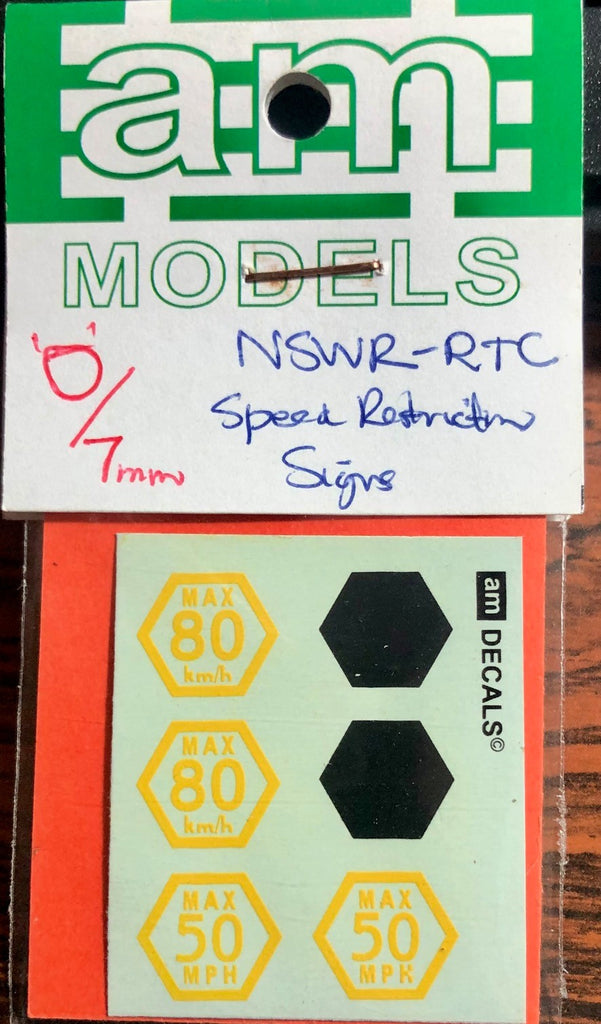 am
MODELS
'O'/7mm
NSWR-RTC
Speed Restriction
Signs
am DECALS©
MAX
80
km/h
MAX
80
km/h
MAX
50
MPH
MAX
50
MPH